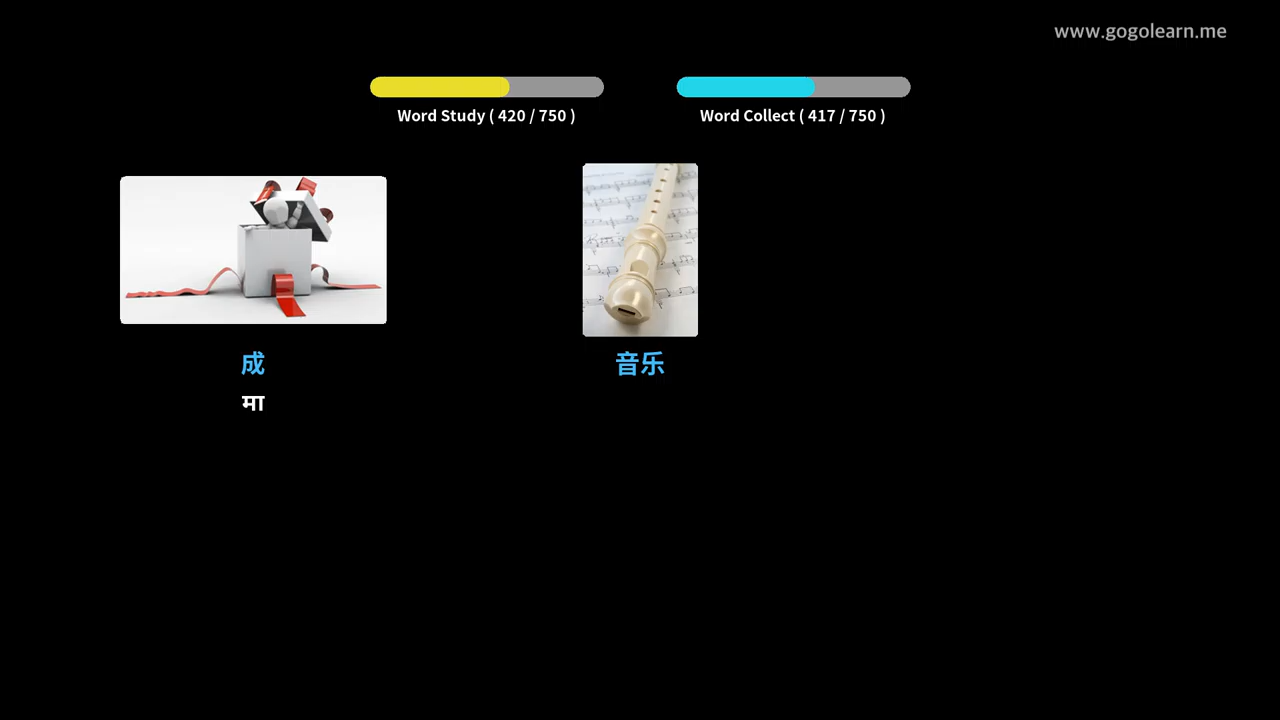 www.gogolearn.me
Word Study ( 420 / 750 )
Word Collect ( 417 / 750 )
成
音乐
मा